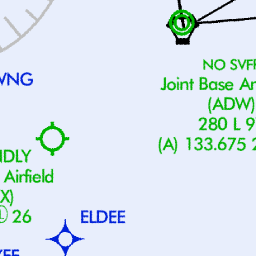 NO SVFR
Joint Base An
(ADW)
280 L 9
(A) 133.675 2
WNG
NDLY
Airfield
X)
Ⓛ 26
ELDEE